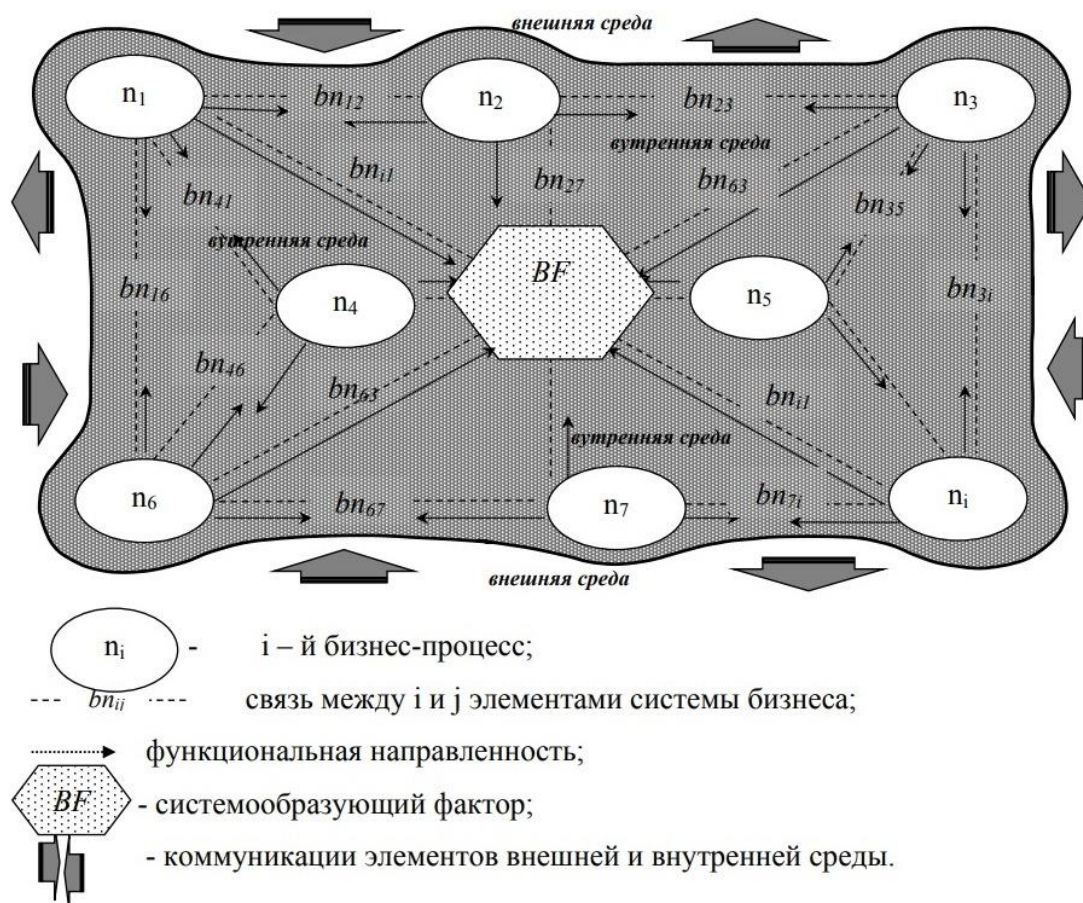 внешняя среда
n1 bn12 n2 bn23 n3
вутренняя среда
bni1 bn27 bn63
bn41 bn35
вутренняя среда
BF
bn16 n4 n5 bn3i
bn46 bn63 bni1
вутренняя среда
n6 bn67 n7 bn7i ni
внешняя среда
ni - i – й бизнес-процесс;
bnij связь между i и j элементами системы бизнеса;
функциональная направленность;
BF - системообразующий фактор;
- коммуникации элементов внешней и внутренней среды.